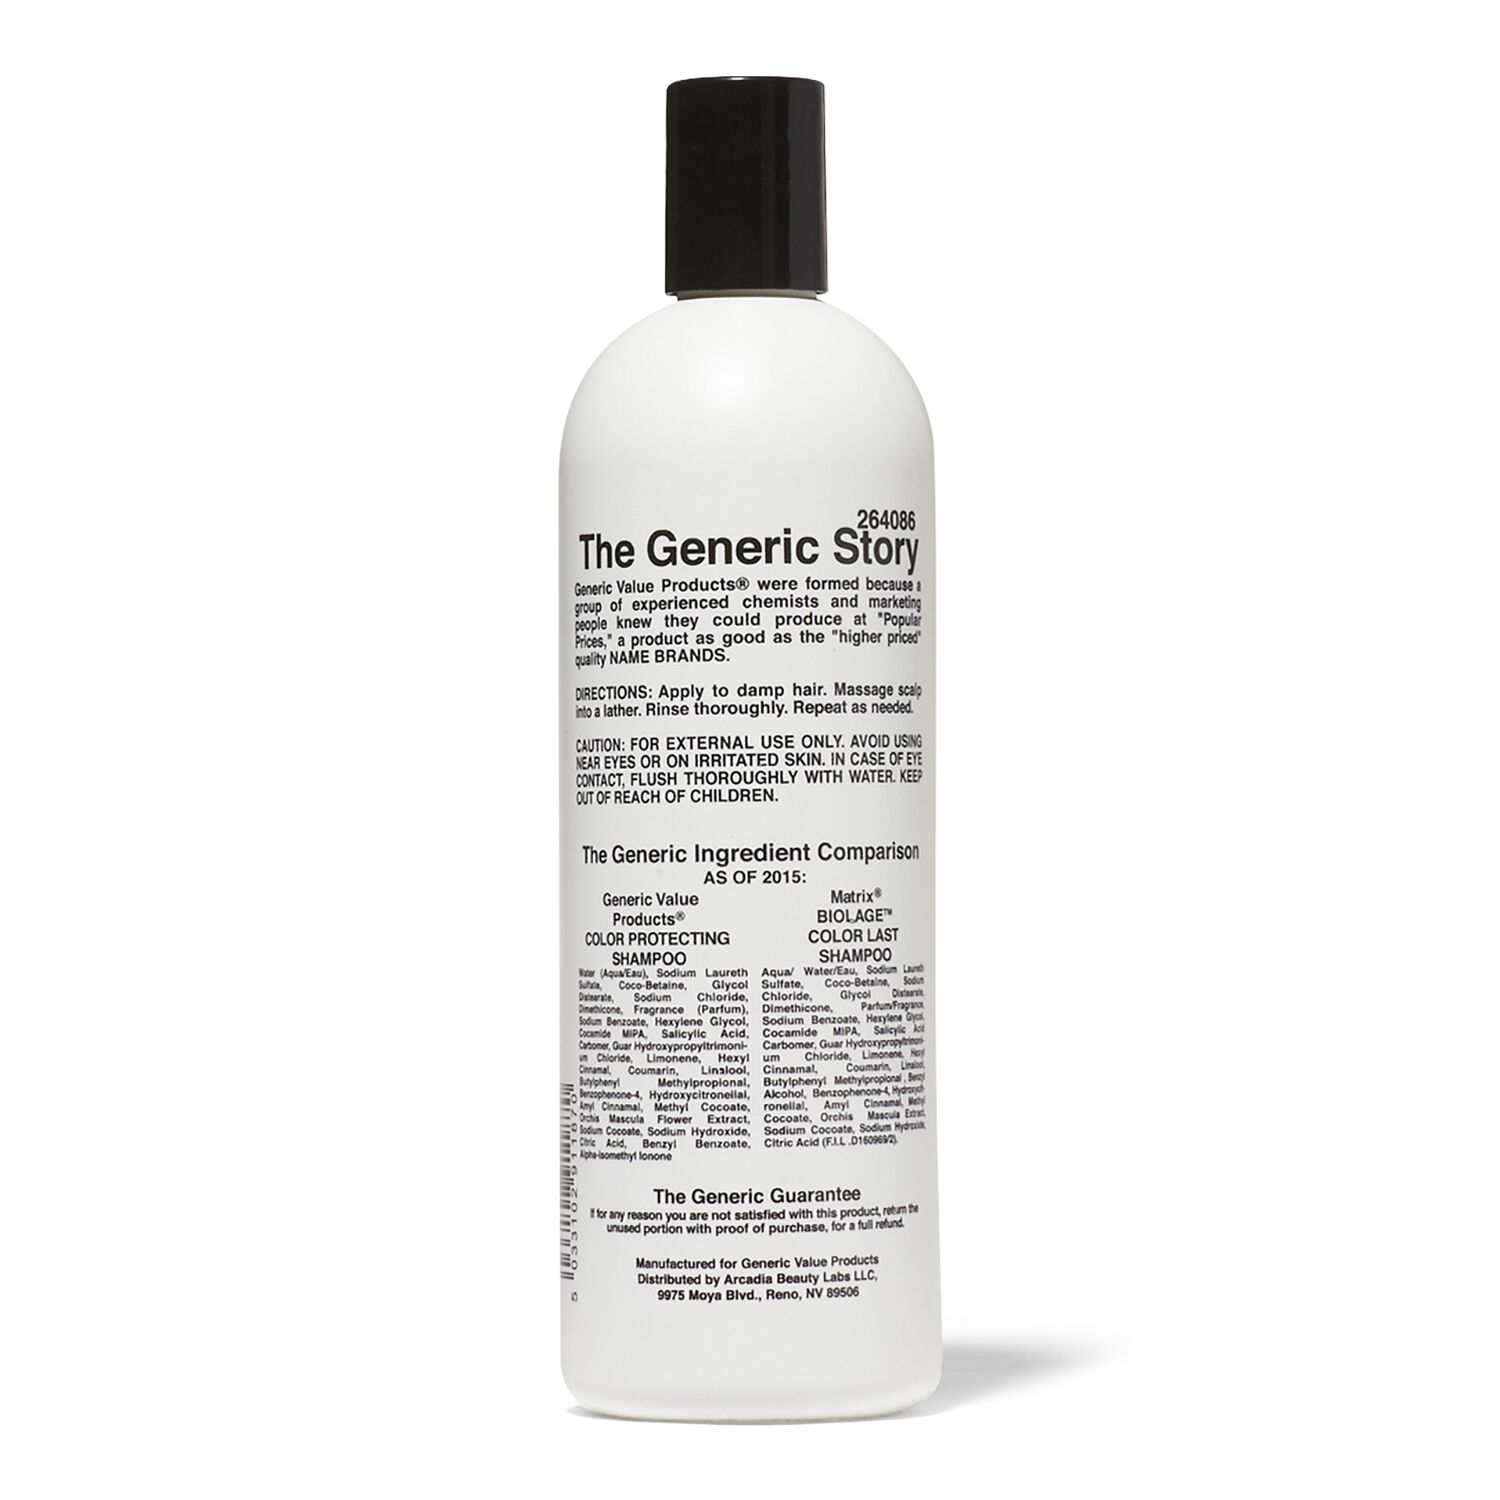 264086
The Generic Story
Generic Value Products® were formed because a
group of experienced chemists and marketing
people knew they could produce at "Popular
Prices," a product as good as the "higher priced"
quality NAME BRANDS.
DIRECTIONS: Apply to damp hair. Massage scalp
into a lather. Rinse thoroughly. Repeat as needed.
CAUTION: FOR EXTERNAL USE ONLY. AVOID USING
NEAR EYES OR ON IRRITATED SKIN. IN CASE OF EYE
CONTACT, FLUSH THOROUGHLY WITH WATER. KEEP
OUT OF REACH OF CHILDREN.
The Generic Ingredient Comparison
AS OF 2015:
Generic Value
Products®
COLOR PROTECTING
SHAMPOO
Water (Aqua/Eau), Sodium Laureth
Sulfate, Coco-Betaine, Glycol
Distearate, Sodium Chloride,
Dimethicone, Fragrance (Parfum),
Sodium Benzoate, Hexylene Glycol,
Cocamide MIPA, Salicylic Acid,
Carbomer, Guar Hydroxypropyltrimoni-
um Chloride, Limonene, Hexyl
Cinnamal, Coumarin, Linalool,
Butylphenyl Methylpropional,
Benzophenone-4, Hydroxycitronellal,
Amyl Cinnamal, Methyl Cocoate,
Orchis Mascula Flower Extract,
Sodium Cocoate, Sodium Hydroxide,
Citric Acid, Benzyl Benzoate,
Alpha-isomethyl Ionone
Matrix®
BIOLAGE™
COLOR LAST
SHAMPOO
Aqua/ Water/Eau, Sodium Laureth
Sulfate, Coco-Betaine, Sodium
Chloride, Glycol Distearate,
Dimethicone, Parfum/Fragrance,
Sodium Benzoate, Hexylene Glycol,
Cocamide MIPA, Salicylic Acid
Carbomer, Guar Hydroxypropyltrimoni-
um Chloride, Limonene, Hexyl
Cinnamal, Coumarin, Linalool,
Butylphenyl Methylpropional , Benzyl
Alcohol, Benzophenone-4, Hydroxycit-
ronellal, Amyl Cinnamal, Methyl
Cocoate, Orchis Mascula Extract,
Sodium Cocoate, Sodium Hydroxide,
Citric Acid (F.I.L .D160969/2).
The Generic Guarantee
If for any reason you are not satisfied with this product, return the
unused portion with proof of purchase, for a full refund.
Manufactured for Generic Value Products
Distributed by Arcadia Beauty Labs LLC,
9975 Moya Blvd., Reno, NV 89506
5 033102 911870